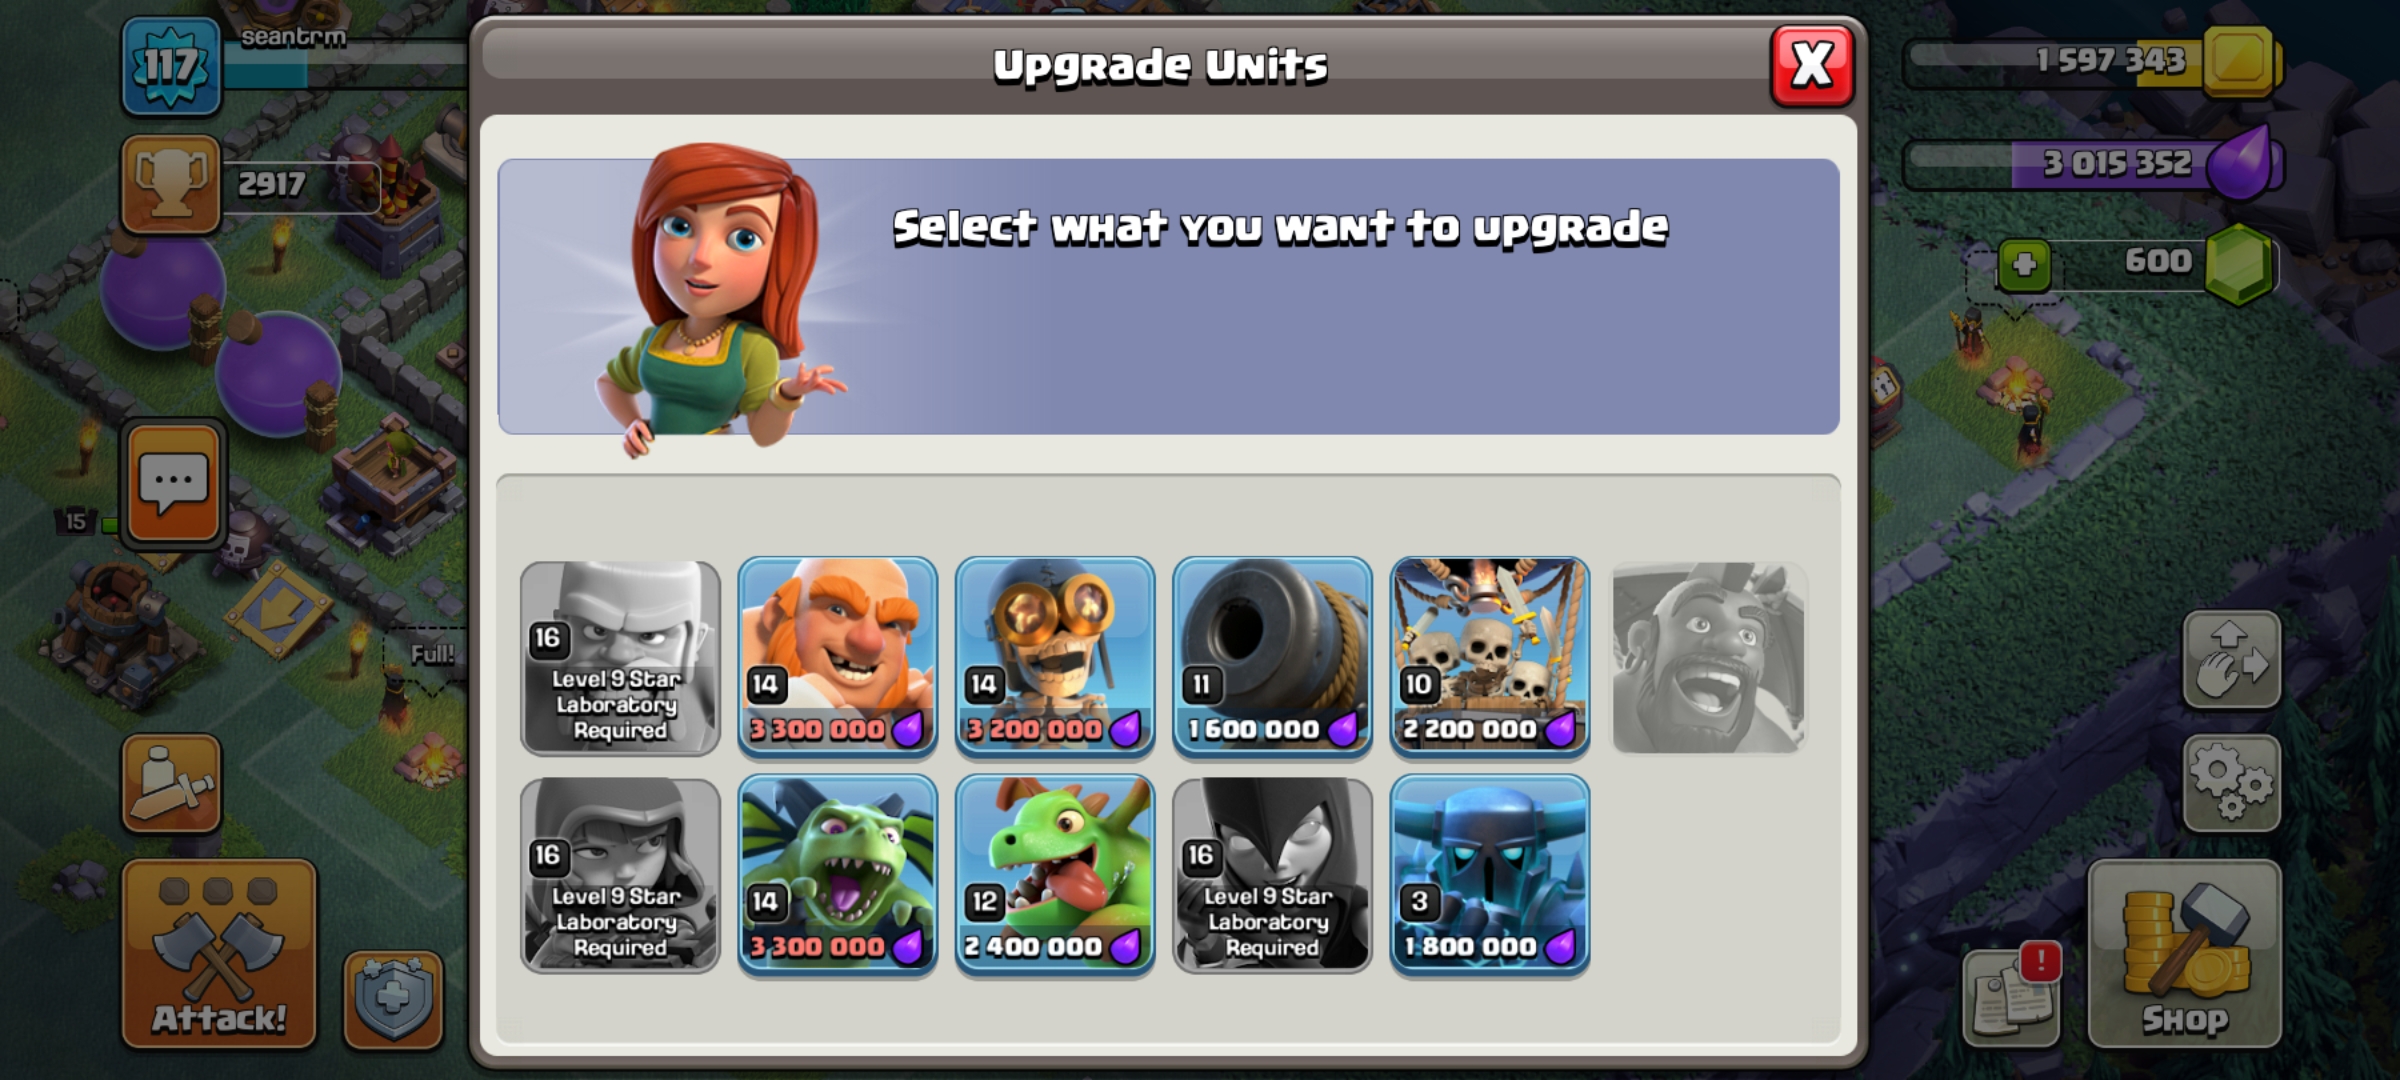 117
seantrm
Upgrade Units
X
1 597 343
2917
3 015 352
Select what you want to upgrade
600
15
Full!
16
Level 9 Star
Laboratory
Required
14
3 300 000
14
3 200 000
11
1 600 000
10
2 200 000
16
Level 9 Star
Laboratory
Required
14
3 300 000
12
2 400 000
16
Level 9 Star
Laboratory
Required
3
1 800 000
Attack!
!
Shop